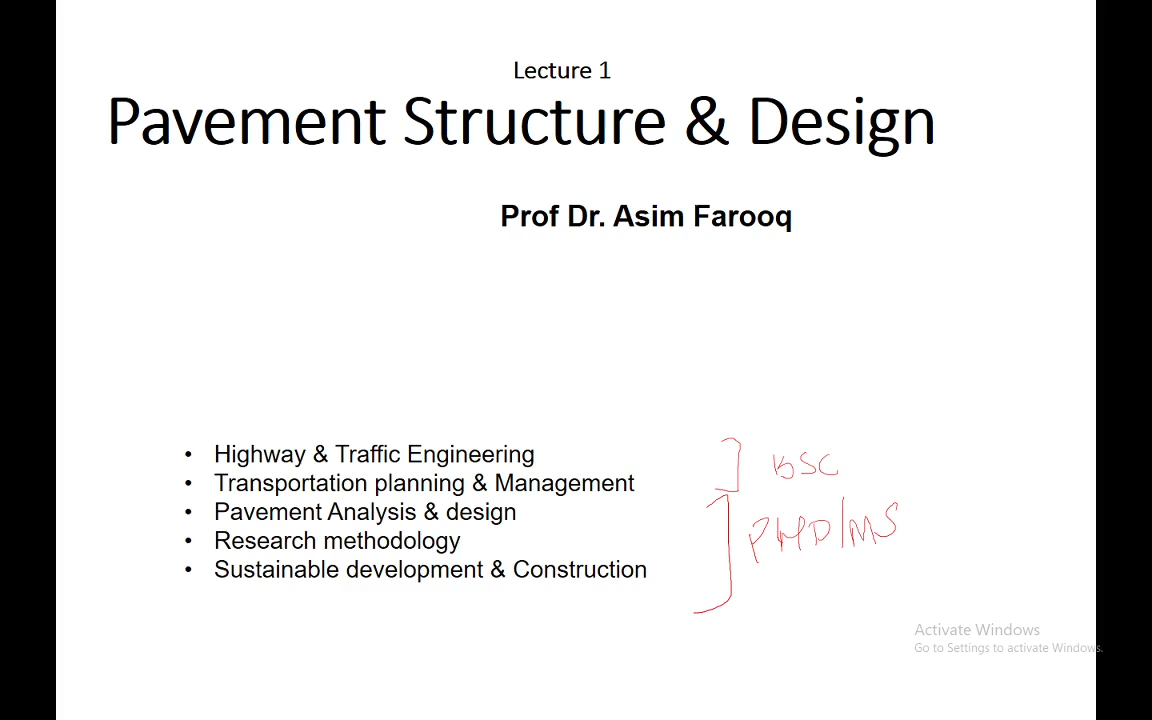 Lecture 1
Pavement Structure & Design
Prof Dr. Asim Farooq
• Highway & Traffic Engineering
• Transportation planning & Management
• Pavement Analysis & design
• Research methodology
• Sustainable development & Construction
BSC
PHD/MS
Activate Windows
Go to Settings to activate Windows.